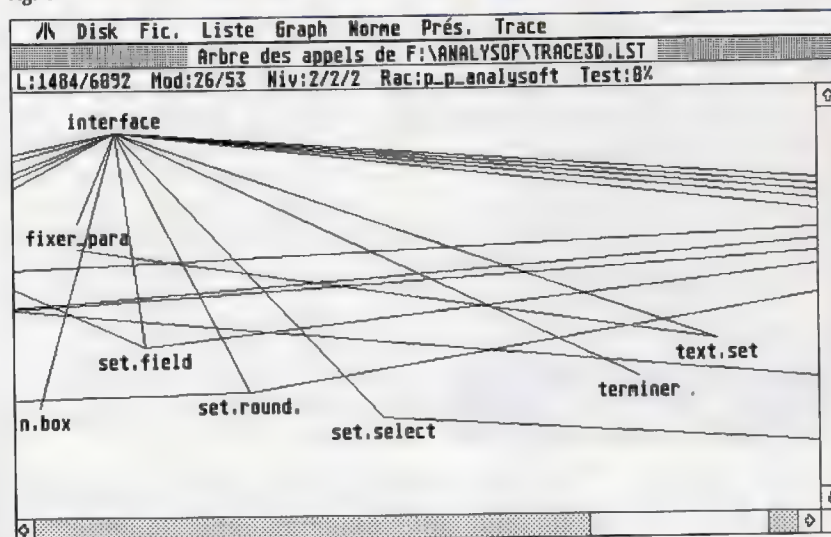 Disk Fic. Liste Graph Norme Prés. Trace
Arbre des appels de F:\ANALYSOF\TRACE3D.LST
L:1484/6892 Mod:26/53 Niv:2/2/2 Rac:p_p_analysoft Test:8%
interface
fixer_para
set.field
text.set
terminer.
n.box
set.round.
set.select